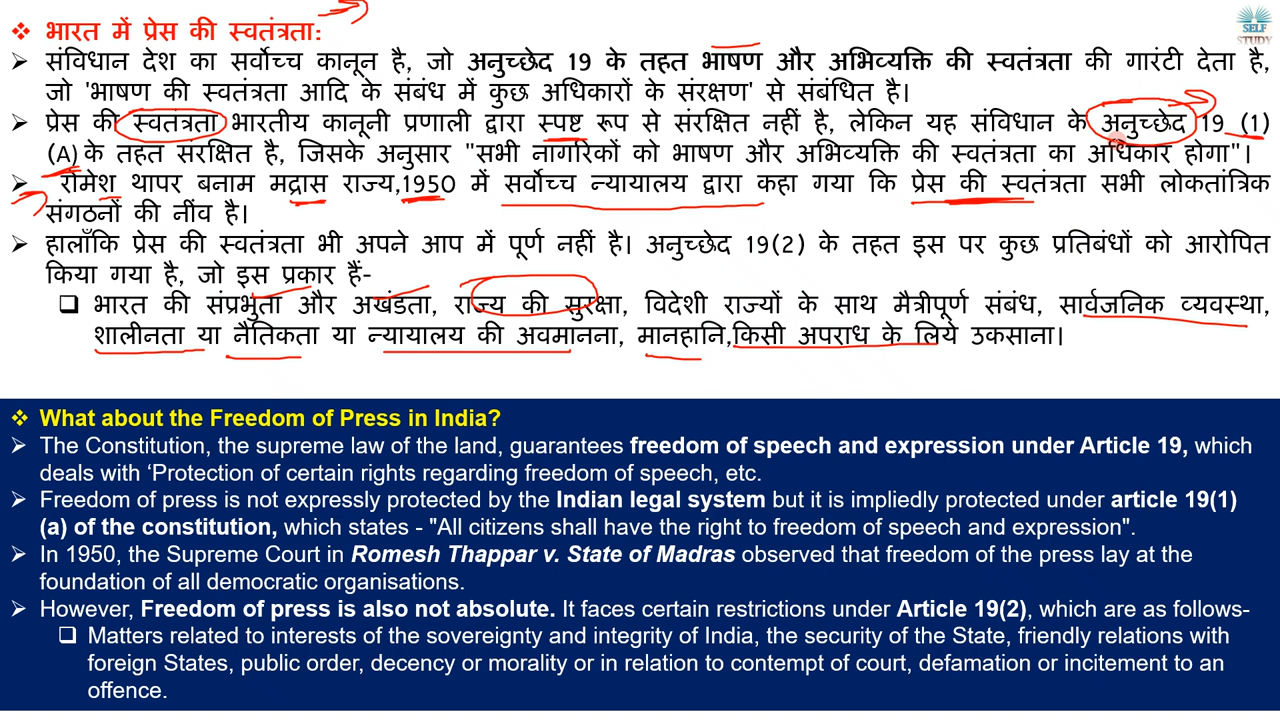 ❖ भारत में प्रेस की स्वतंत्रता:
SELF
STUDY
➤ संविधान देश का सर्वोच्च कानून है, जो अनुच्छेद 19 के तहत भाषण और अभिव्यक्ति की स्वतंत्रता की गारंटी देता है,
जो 'भाषण की स्वतंत्रता आदि के संबंध में कुछ अधिकारों के संरक्षण' से संबंधित है।
➤ प्रेस की स्वतंत्रता भारतीय कानूनी प्रणाली द्वारा स्पष्ट रूप से संरक्षित नहीं है, लेकिन यह संविधान के अनुच्छेद 19 (1)
(A) के तहत संरक्षित है, जिसके अनुसार "सभी नागरिकों को भाषण और अभिव्यक्ति की स्वतंत्रता का अधिकार होगा"।
➤ रोमेश थापर बनाम मद्रास राज्य,1950 में सर्वोच्च न्यायालय द्वारा कहा गया कि प्रेस की स्वतंत्रता सभी लोकतांत्रिक
संगठनों की नींव है।
➤ हालाँकि प्रेस की स्वतंत्रता भी अपने आप में पूर्ण नहीं है। अनुच्छेद 19(2) के तहत इस पर कुछ प्रतिबंधों को आरोपित
किया गया है, जो इस प्रकार हैं-
❑ भारत की संप्रभुता और अखंडता, राज्य की सुरक्षा, विदेशी राज्यों के साथ मैत्रीपूर्ण संबंध, सार्वजनिक व्यवस्था,
शालीनता या नैतिकता या न्यायालय की अवमानना, मानहानि,किसी अपराध के लिये उकसाना।
❖ What about the Freedom of Press in India?
➤ The Constitution, the supreme law of the land, guarantees freedom of speech and expression under Article 19, which
deals with ‘Protection of certain rights regarding freedom of speech, etc.
➤ Freedom of press is not expressly protected by the Indian legal system but it is impliedly protected under article 19(1)
(a) of the constitution, which states - "All citizens shall have the right to freedom of speech and expression".
➤ In 1950, the Supreme Court in Romesh Thappar v. State of Madras observed that freedom of the press lay at the
foundation of all democratic organisations.
➤ However, Freedom of press is also not absolute. It faces certain restrictions under Article 19(2), which are as follows-
❑ Matters related to interests of the sovereignty and integrity of India, the security of the State, friendly relations with
foreign States, public order, decency or morality or in relation to contempt of court, defamation or incitement to an
offence.